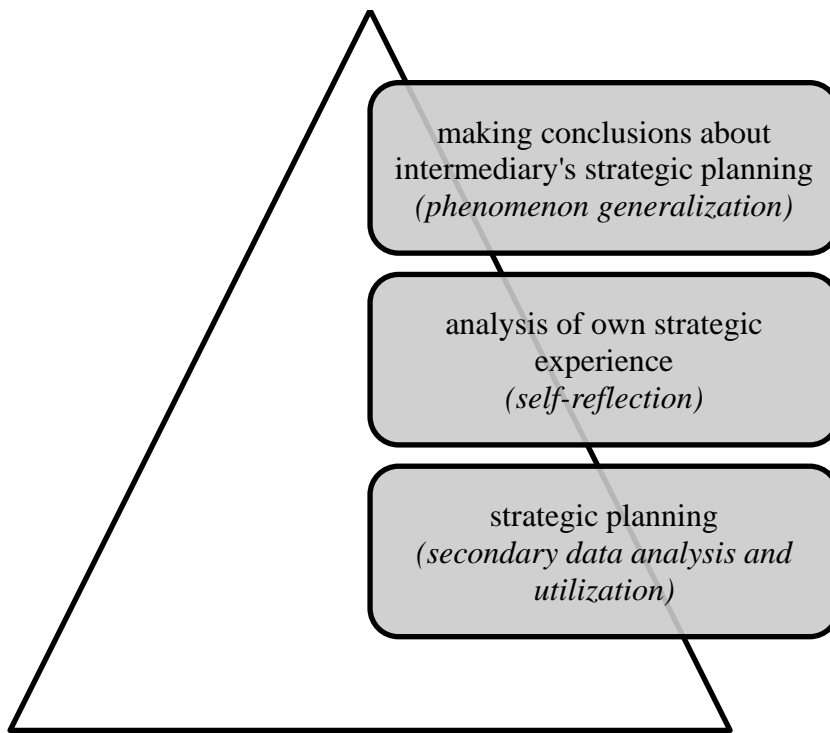 making conclusions about
intermediary's strategic planning
(phenomenon generalization)
analysis of own strategic
experience
(self-reflection)
strategic planning
(secondary data analysis and
utilization)